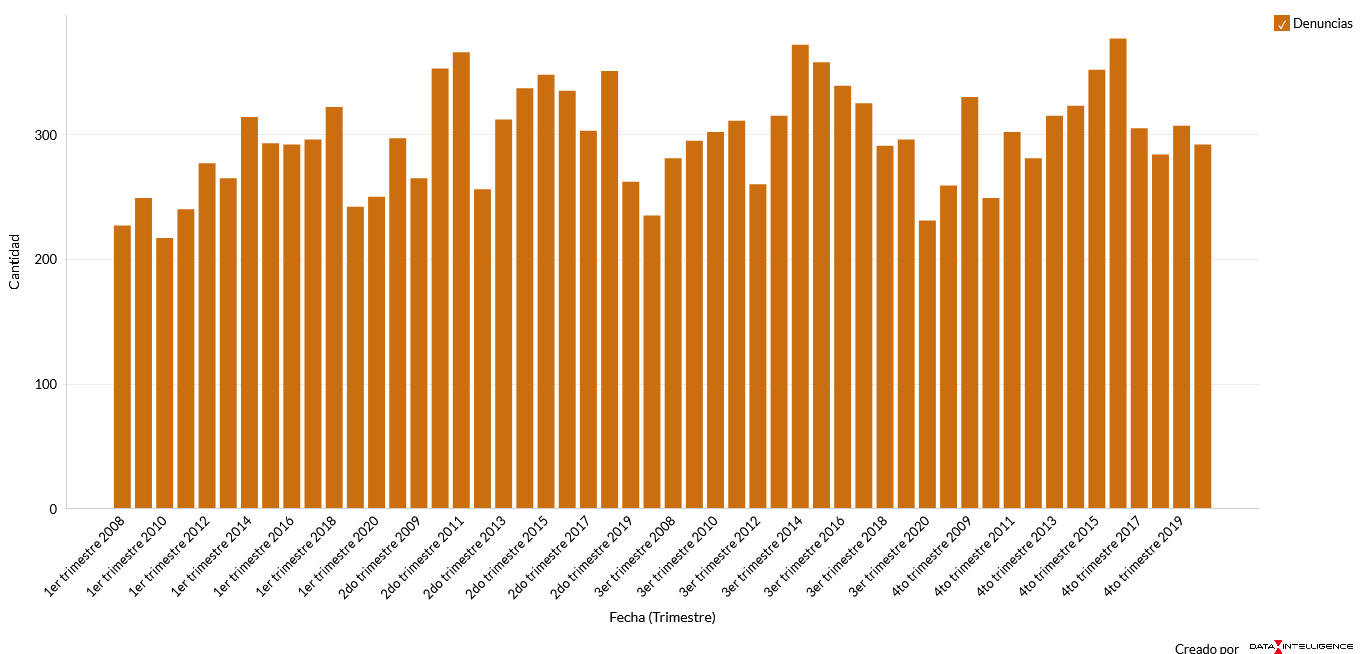 Denuncias
300
200
100
0
Cantidad
1er trimestre 2008
1er trimestre 2010
1er trimestre 2012
1er trimestre 2014
1er trimestre 2016
1er trimestre 2018
1er trimestre 2020
2do trimestre 2009
2do trimestre 2011
2do trimestre 2013
2do trimestre 2015
2do trimestre 2017
2do trimestre 2019
3er trimestre 2008
3er trimestre 2010
3er trimestre 2012
3er trimestre 2014
3er trimestre 2016
3er trimestre 2018
3er trimestre 2020
4to trimestre 2009
4to trimestre 2011
4to trimestre 2013
4to trimestre 2015
4to trimestre 2017
4to trimestre 2019
Fecha (Trimestre)
Creado por DATA INTELLIGENCE